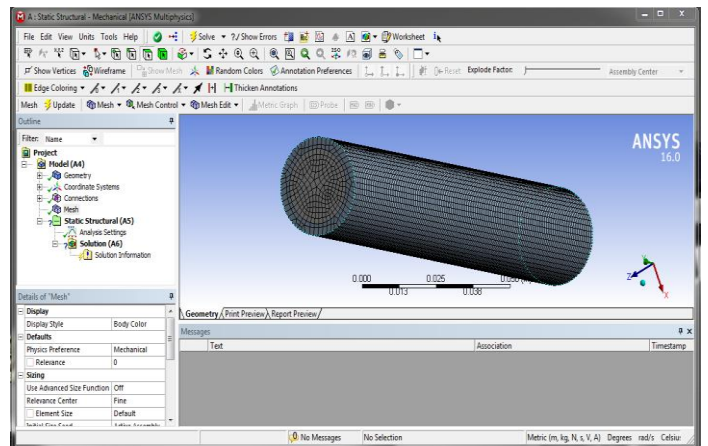 A : Static Structural - Mechanical [ANSYS Multiphysics]
File Edit View Units Tools Help Solve ?/ Show Errors Worksheet
Show Vertices Wireframe Show Mesh Random Colors Annotation Preferences Reset Explode Factor: Assembly Center
Edge Coloring Thicken Annotations
Mesh Update Mesh Mesh Control Mesh Edit Metric Graph Probe
Outline
Filter: Name
Project
Model (A4)
Geometry
Coordinate Systems
Connections
Mesh
Static Structural (A5)
Analysis Settings
Solution (A6)
Solution Information
ANSYS
16.0
0.000 0.025
0.013 0.038
Z
X
Details of "Mesh"
Display
Display Style Body Color
Defaults
Physics Preference Mechanical
Relevance 0
Sizing
Use Advanced Size Function Off
Relevance Center Fine
Element Size Default
Geometry Print Preview Report Preview
Messages
Text Association Timestamp
0 No Messages No Selection Metric (m, kg, N, s, V, A) Degrees rad/s Celsiu